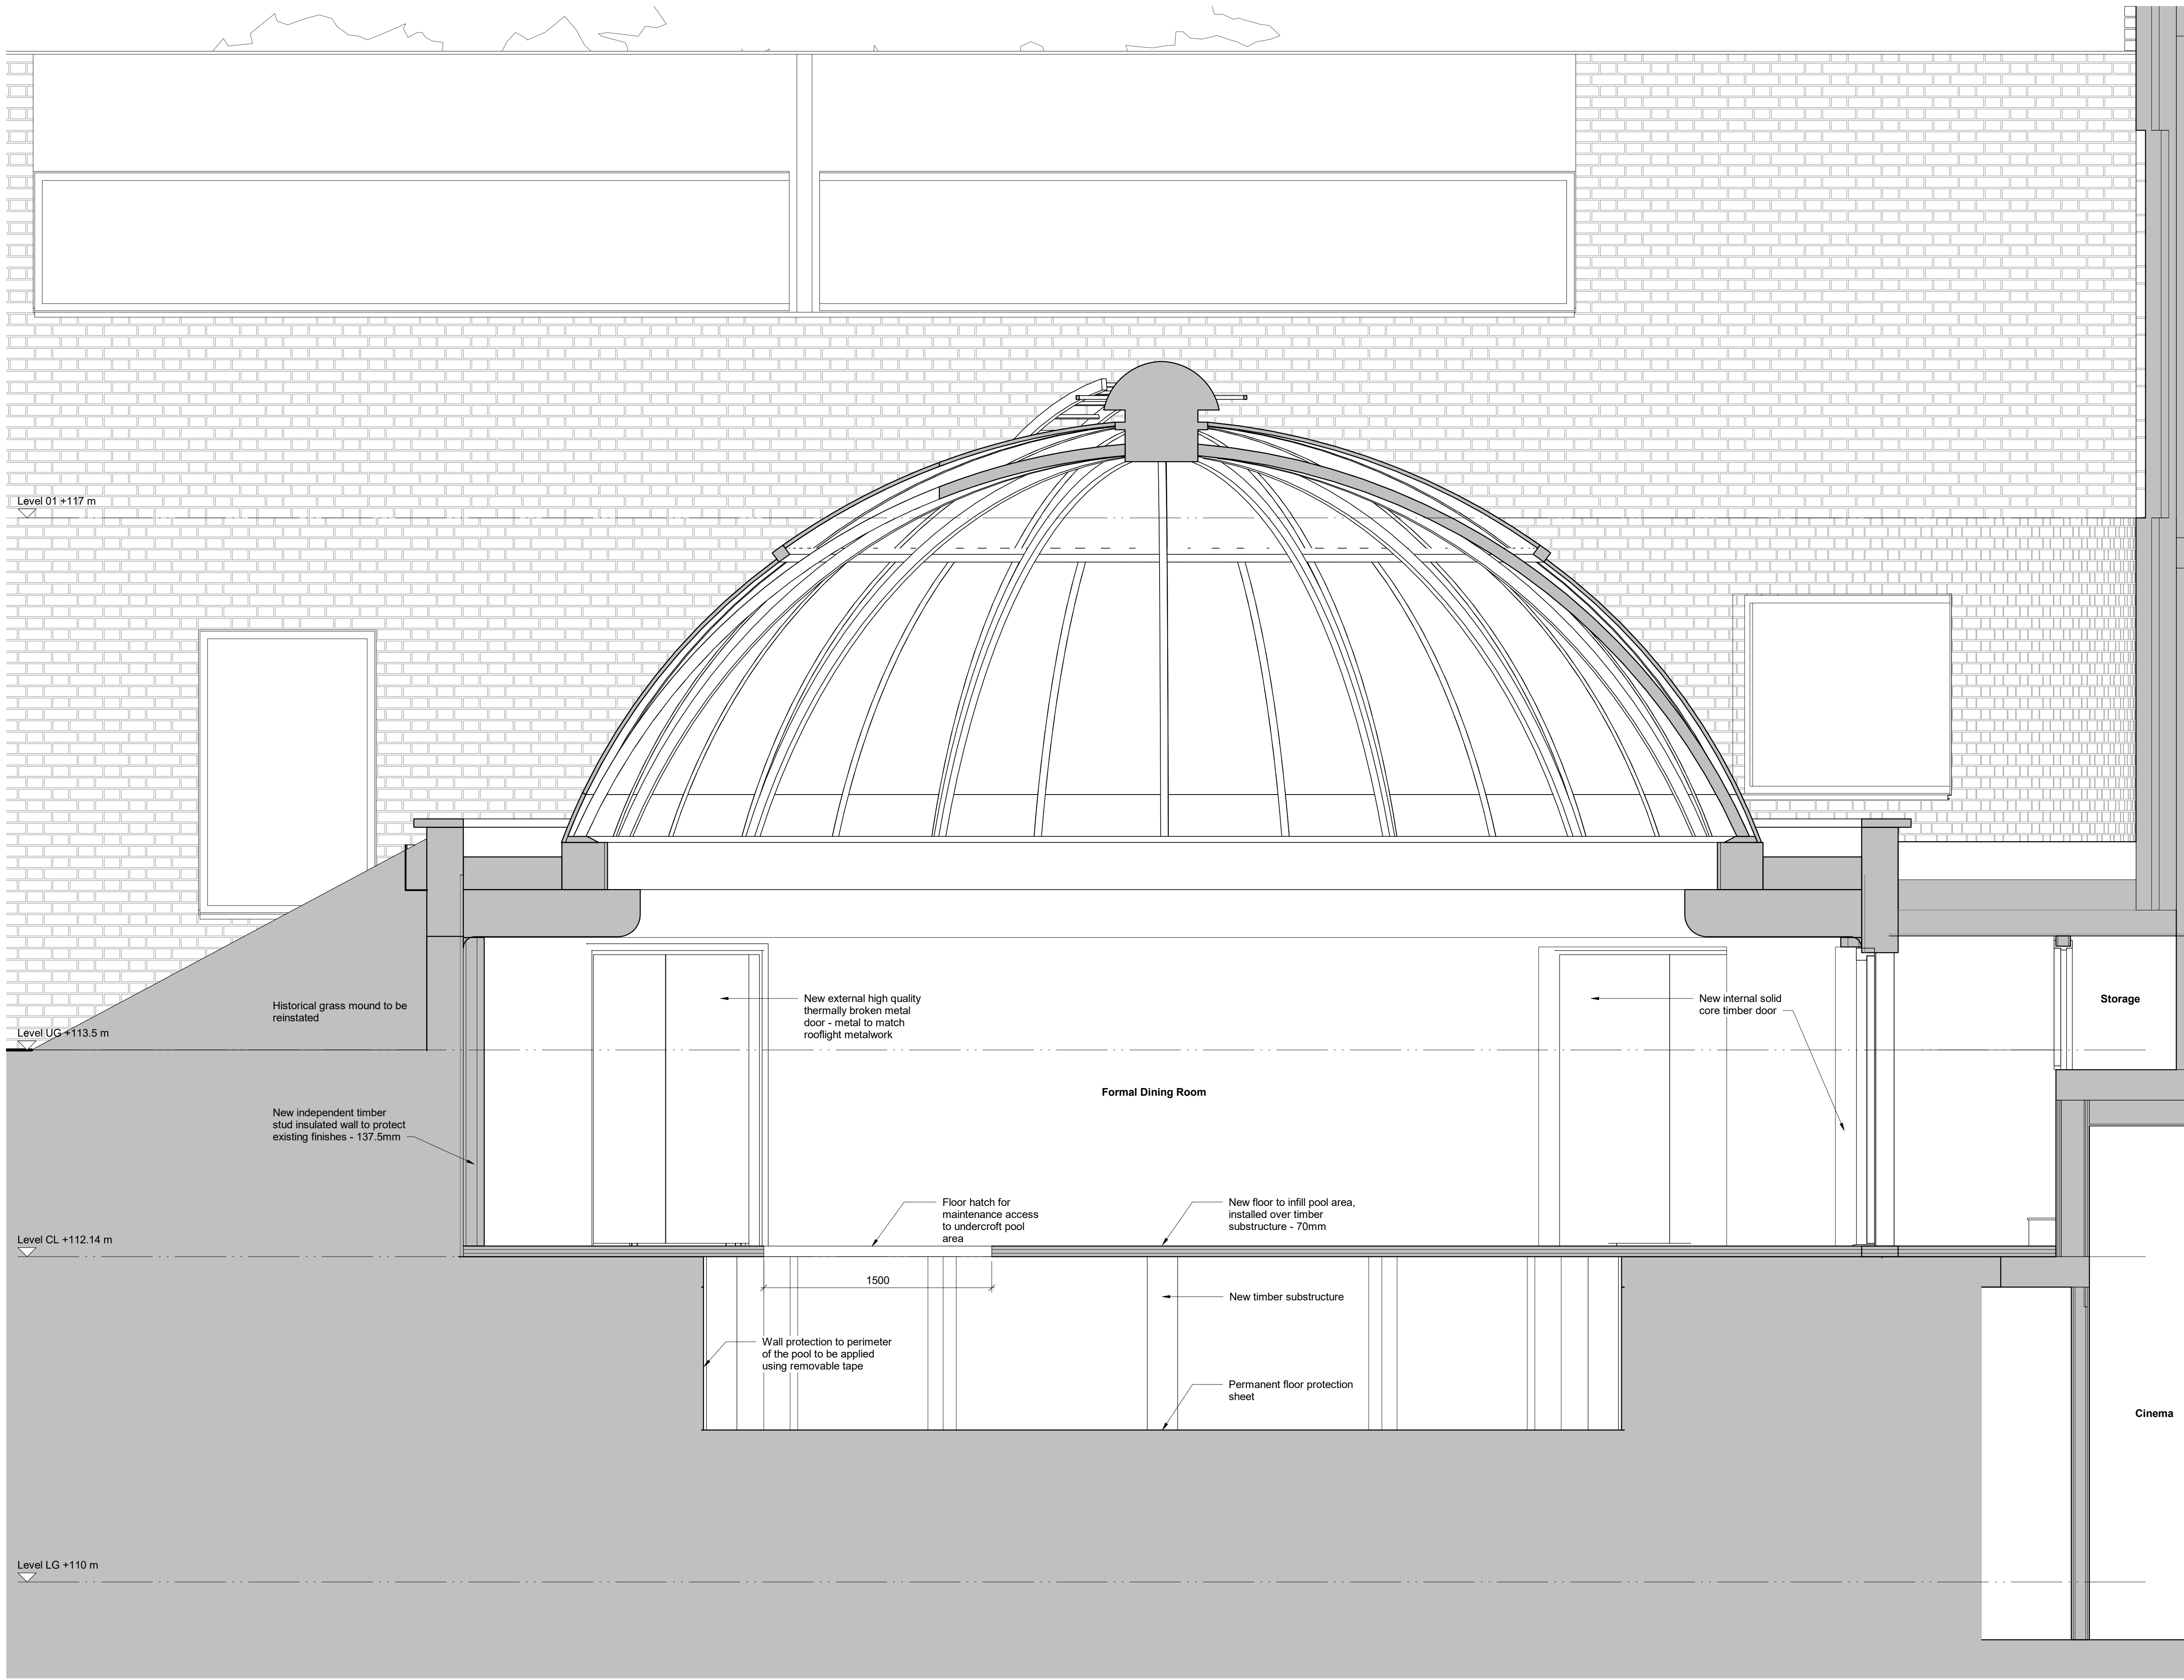 Level 01 +117 m
Historical grass mound to be
reinstated
New external high quality
thermally broken metal
door - metal to match
rooflight metalwork
New internal solid
core timber door
Storage
Level UG +113.5 m
Formal Dining Room
New independent timber
stud insulated wall to protect
existing finishes - 137.5mm
Floor hatch for
maintenance access
to undercroft pool
area
New floor to infill pool area,
installed over timber
substructure - 70mm
Level CL +112.14 m
1500
New timber substructure
Wall protection to perimeter
of the pool to be applied
using removable tape
Permanent floor protection
sheet
Cinema
Level LG +110 m